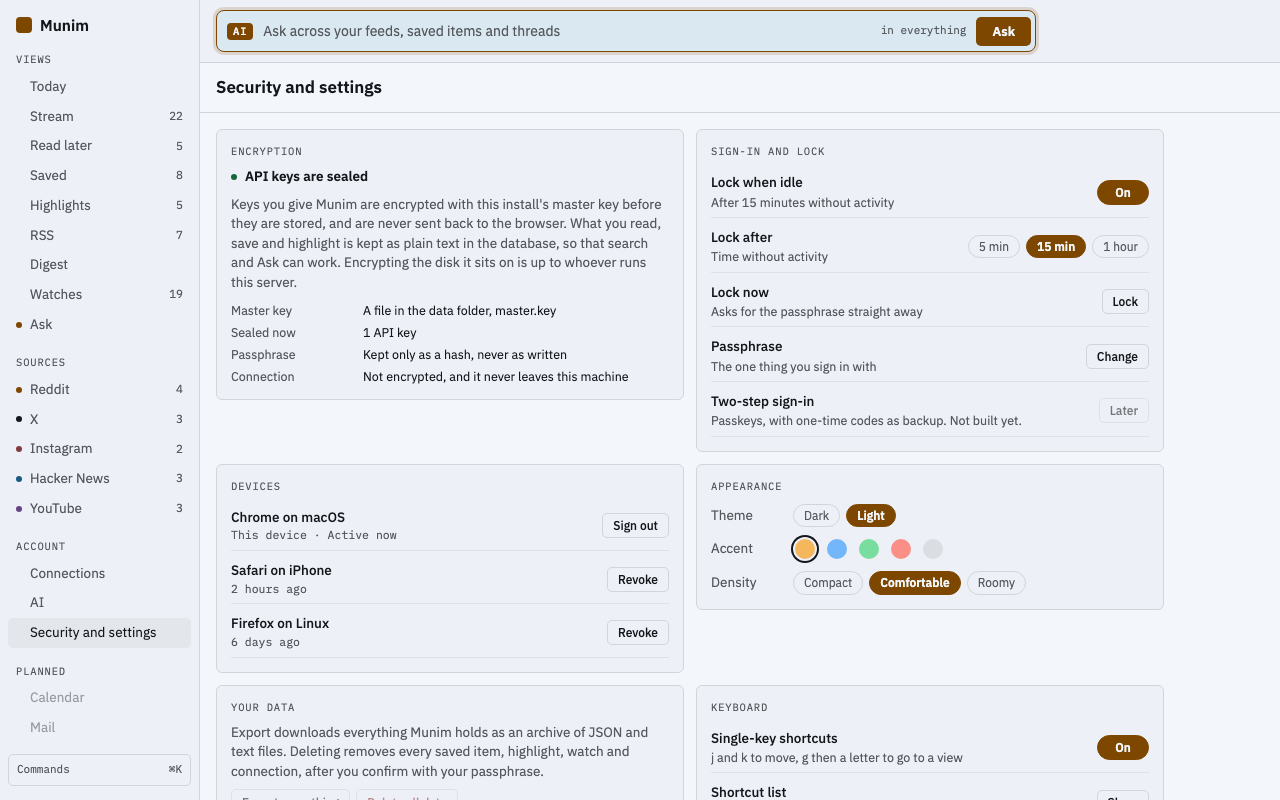 Munim
VIEWS
Today
Stream 22
Read later 5
Saved 8
Highlights 5
RSS 7
Digest
Watches 19
Ask
SOURCES
Reddit 4
X 3
Instagram 2
Hacker News 3
YouTube 3
ACCOUNT
Connections
AI
Security and settings
PLANNED
Calendar
Mail
Commands ⌘K
AI Ask across your feeds, saved items and threads in everything Ask
Security and settings
ENCRYPTION
API keys are sealed
Keys you give Munim are encrypted with this install's master key before
they are stored, and are never sent back to the browser. What you read,
save and highlight is kept as plain text in the database, so that search
and Ask can work. Encrypting the disk it sits on is up to whoever runs
this server.
Master key A file in the data folder, master.key
Sealed now 1 API key
Passphrase Kept only as a hash, never as written
Connection Not encrypted, and it never leaves this machine
SIGN-IN AND LOCK
Lock when idle
After 15 minutes without activity
On
Lock after
Time without activity
5 min 15 min 1 hour
Lock now
Asks for the passphrase straight away
Lock
Passphrase
The one thing you sign in with
Change
Two-step sign-in
Passkeys, with one-time codes as backup. Not built yet.
Later
DEVICES
Chrome on macOS
This device · Active now
Sign out
Safari on iPhone
2 hours ago
Revoke
Firefox on Linux
6 days ago
Revoke
APPEARANCE
Theme Dark Light
Accent
Density Compact Comfortable Roomy
YOUR DATA
Export downloads everything Munim holds as an archive of JSON and
text files. Deleting removes every saved item, highlight, watch and
connection, after you confirm with your passphrase.
KEYBOARD
Single-key shortcuts
j and k to move, g then a letter to go to a view
On
Shortcut list